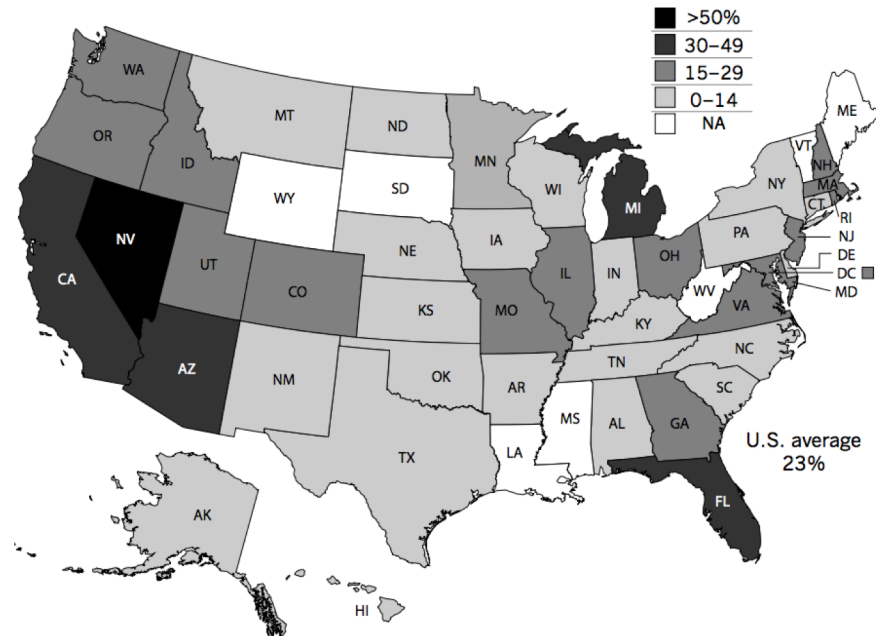 >50%
30–49
15–29
0–14
NA
WA
OR
ID
MT
ND
MN
WI
MI
NY
VT
NH
ME
MA
CT
RI
NJ
DE
DC
MD
WY
SD
NE
IA
IL
IN
OH
PA
WV
VA
NV
CA
UT
CO
KS
MO
KY
NC
TN
SC
AZ
NM
OK
AR
MS
AL
GA
TX
LA
FL
U.S. average
23%
AK
HI